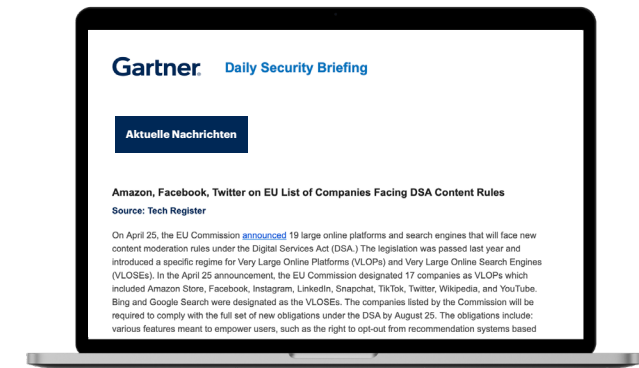 Gartner. Daily Security Briefing
Aktuelle Nachrichten
Amazon, Facebook, Twitter on EU List of Companies Facing DSA Content Rules
Source: Tech Register
On April 25, the EU Commission announced 19 large online platforms and search engines that will face new
content moderation rules under the Digital Services Act (DSA.) The legislation was passed last year and
introduced a specific regime for Very Large Online Platforms (VLOPs) and Very Large Online Search Engines
(VLOSEs). In the April 25 announcement, the EU Commission designated 17 companies as VLOPs which
included Amazon Store, Facebook, Instagram, LinkedIn, Snapchat, TikTok, Twitter, Wikipedia, and YouTube.
Bing and Google Search were designated as the VLOSEs. The companies listed by the Commission will be
required to comply with the full set of new obligations under the DSA by August 25. The obligations include:
various features meant to empower users, such as the right to opt-out from recommendation systems based